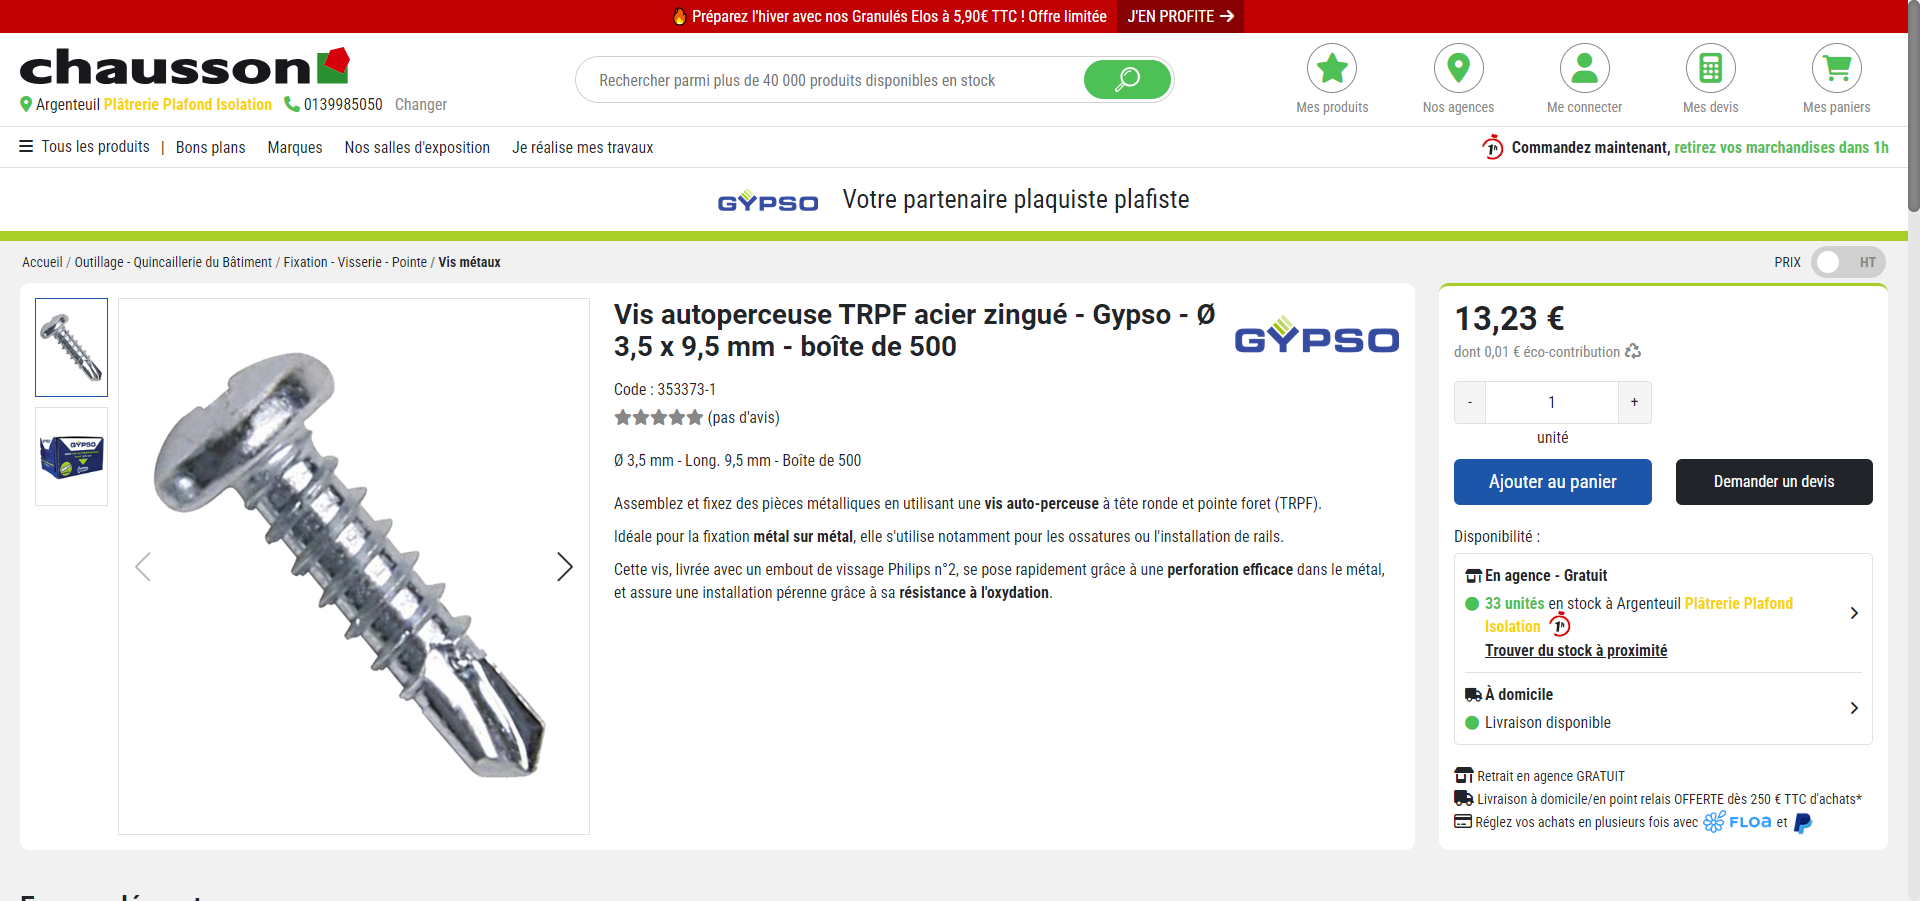 Préparez l'hiver avec nos Granulés Elos à 5,90€ TTC ! Offre limitée J'EN PROFITE
chausson
Argenteuil Plâtrerie Plafond Isolation 0139985050 Changer
Rechercher parmi plus de 40 000 produits disponibles en stock
Mes produits
Nos agences
Me connecter
Mes devis
Mes paniers
Tous les produits | Bons plans Marques Nos salles d'exposition Je réalise mes travaux
1h Commandez maintenant, retirez vos marchandises dans 1h
GYPSO Votre partenaire plaquiste plafiste
Accueil / Outillage - Quincaillerie du Bâtiment / Fixation - Visserie - Pointe / Vis métaux
PRIX HT
GYPSO
Vis autoperceuse TRPF acier zingué - Gypso - Ø
3,5 x 9,5 mm - boîte de 500
GYPSO
Code : 353373-1
(pas d'avis)
Ø 3,5 mm - Long. 9,5 mm - Boîte de 500
Assemblez et fixez des pièces métalliques en utilisant une vis auto-perceuse à tête ronde et pointe foret (TRPF).
Idéale pour la fixation métal sur métal, elle s'utilise notamment pour les ossatures ou l'installation de rails.
Cette vis, livrée avec un embout de vissage Philips n°2, se pose rapidement grâce à une perforation efficace dans le métal,
et assure une installation pérenne grâce à sa résistance à l'oxydation.
13,23 €
dont 0,01 € éco-contribution
- 1 +
unité
Ajouter au panier
Demander un devis
Disponibilité :
En agence - Gratuit
33 unités en stock à Argenteuil Plâtrerie Plafond
Isolation 1h
Trouver du stock à proximité
À domicile
Livraison disponible
Retrait en agence GRATUIT
Livraison à domicile/en point relais OFFERTE dès 250 € TTC d'achats*
Réglez vos achats en plusieurs fois avec FLOA et